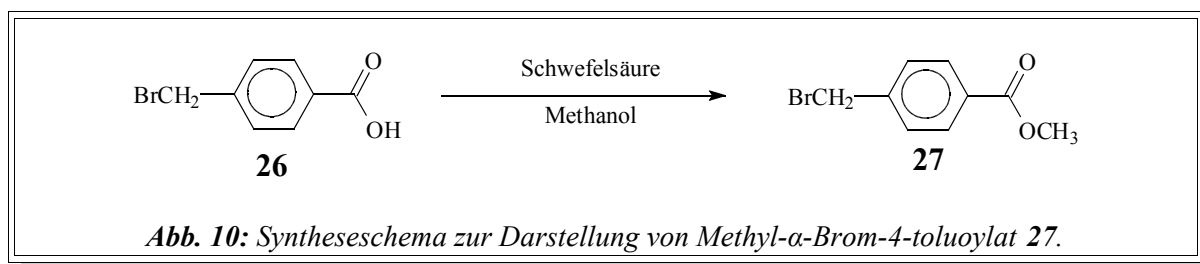 O
Schwefelsäure
O
BrCH₂
BrCH₂
Methanol
OH
OCH₃
26
27
Abb. 10: Syntheseschema zur Darstellung von Methyl-α-Brom-4-toluoylat 27.